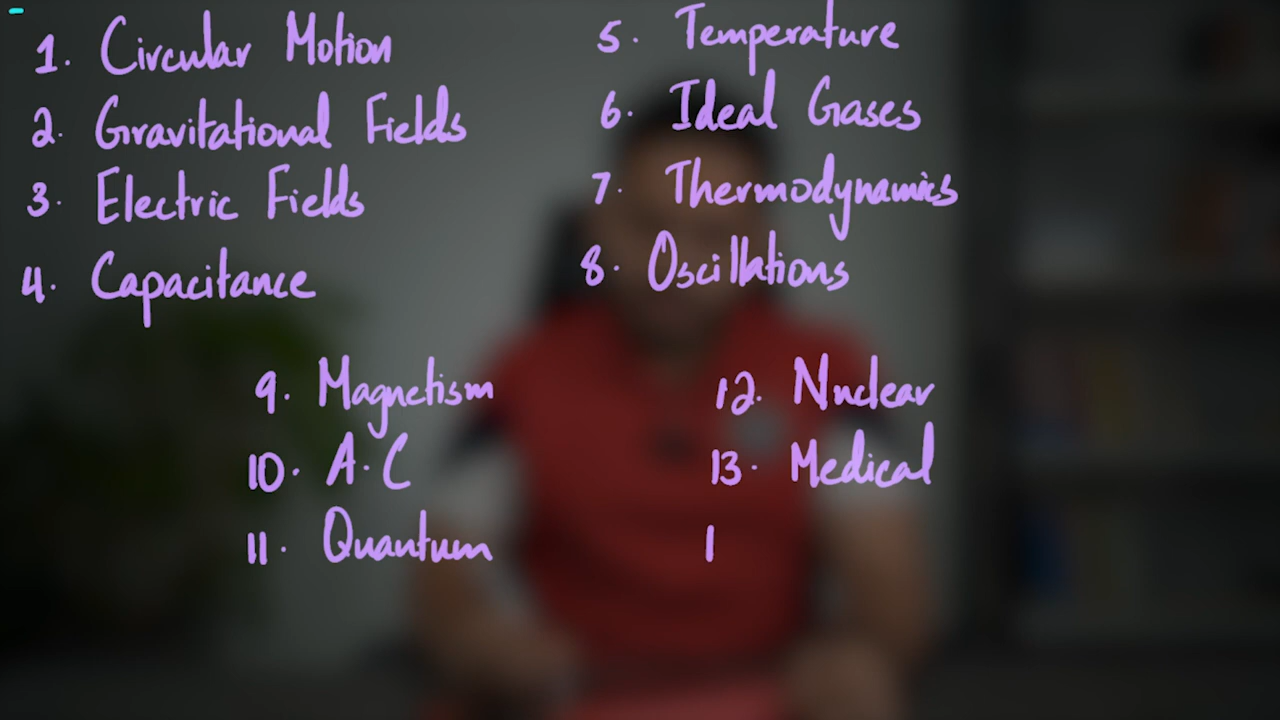 1. Circular Motion
2. Gravitational Fields
3. Electric Fields
4. Capacitance
5. Temperature
6. Ideal Gases
7. Thermodynamics
8. Oscillations
9. Magnetism
10. A.C
11. Quantum
12. Nuclear
13. Medical
1